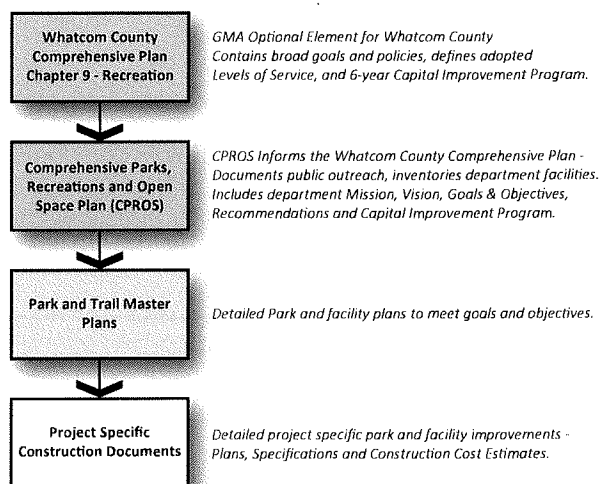 Whatcom County
Comprehensive Plan
Chapter 9 - Recreation
GMA Optional Element for Whatcom County
Contains broad goals and policies, defines adopted
Levels of Service, and 6-year Capital Improvement Program.
Comprehensive Parks,
Recreations and Open
Space Plan (CPROS)
CPROS Informs the Whatcom County Comprehensive Plan -
Documents public outreach, inventories department facilities.
Includes department Mission, Vision, Goals & Objectives,
Recommendations and Capital Improvement Program.
Park and Trail Master
Plans
Detailed Park and facility plans to meet goals and objectives.
Project Specific
Construction Documents
Detailed project specific park and facility improvements -
Plans, Specifications and Construction Cost Estimates.